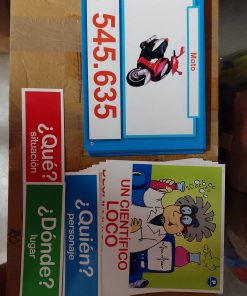 Moto
545.635
¿Qué?
situación
¿Quién?
personaje
¿Dónde?
lugar
UN CIENTÍFICO
LOCO